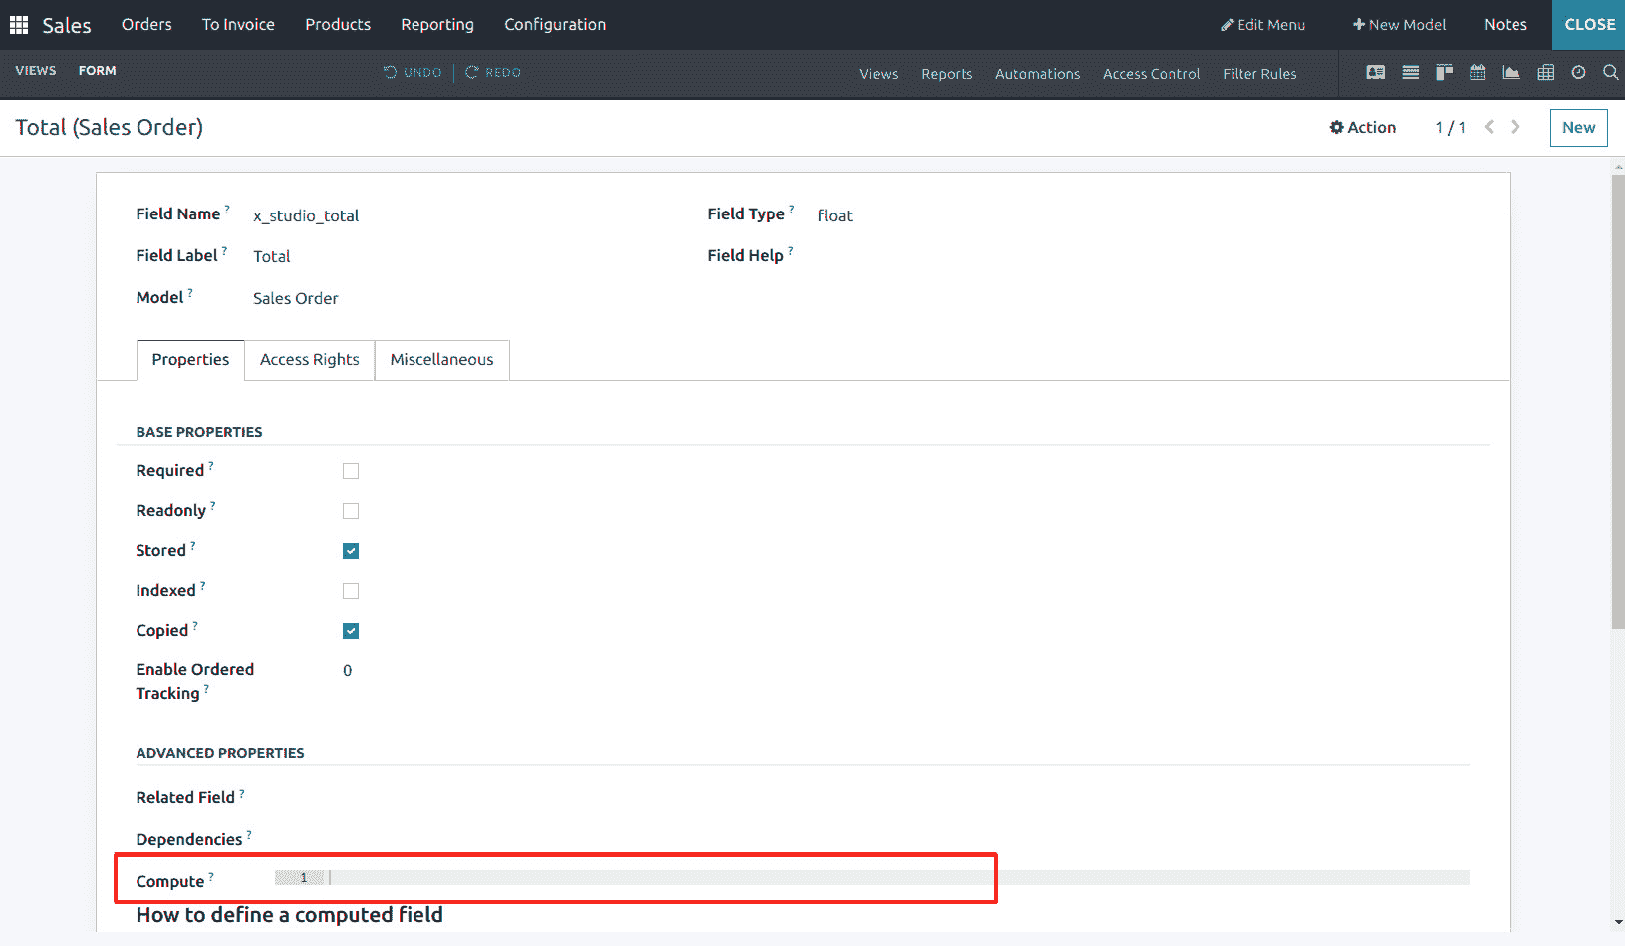 Sales Orders To Invoice Products Reporting Configuration Edit Menu New Model Notes CLOSE
VIEWS FORM UNDO REDO Views Reports Automations Access Control Filter Rules
Total (Sales Order) Action 1 / 1 New
Field Name ? x_studio_total Field Type ? float
Field Label ? Total Field Help ?
Model ? Sales Order
Properties Access Rights Miscellaneous
BASE PROPERTIES
Required ?
Readonly ?
Stored ?
Indexed ?
Copied ?
Enable Ordered 0
Tracking ?
ADVANCED PROPERTIES
Related Field ?
Dependencies ?
Compute ? 1
How to define a computed field